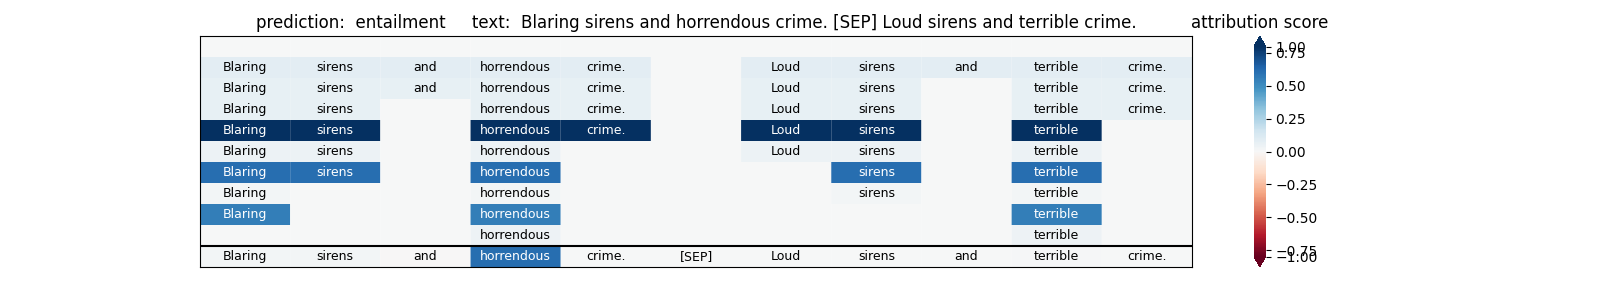 prediction: entailment text: Blaring sirens and horrendous crime. [SEP] Loud sirens and terrible crime. attribution score
Blaring sirens and horrendous crime. Loud sirens and terrible crime.
Blaring sirens and horrendous crime. Loud sirens terrible crime.
Blaring sirens horrendous crime. Loud sirens terrible crime.
Blaring sirens horrendous crime. Loud sirens terrible
Blaring sirens horrendous Loud sirens terrible
Blaring sirens horrendous sirens terrible
Blaring horrendous sirens terrible
Blaring horrendous terrible
horrendous terrible
Blaring sirens and horrendous crime. [SEP] Loud sirens and terrible crime.
1.00
0.75
0.50
0.25
0.00
−0.25
−0.50
−0.75
−1.00